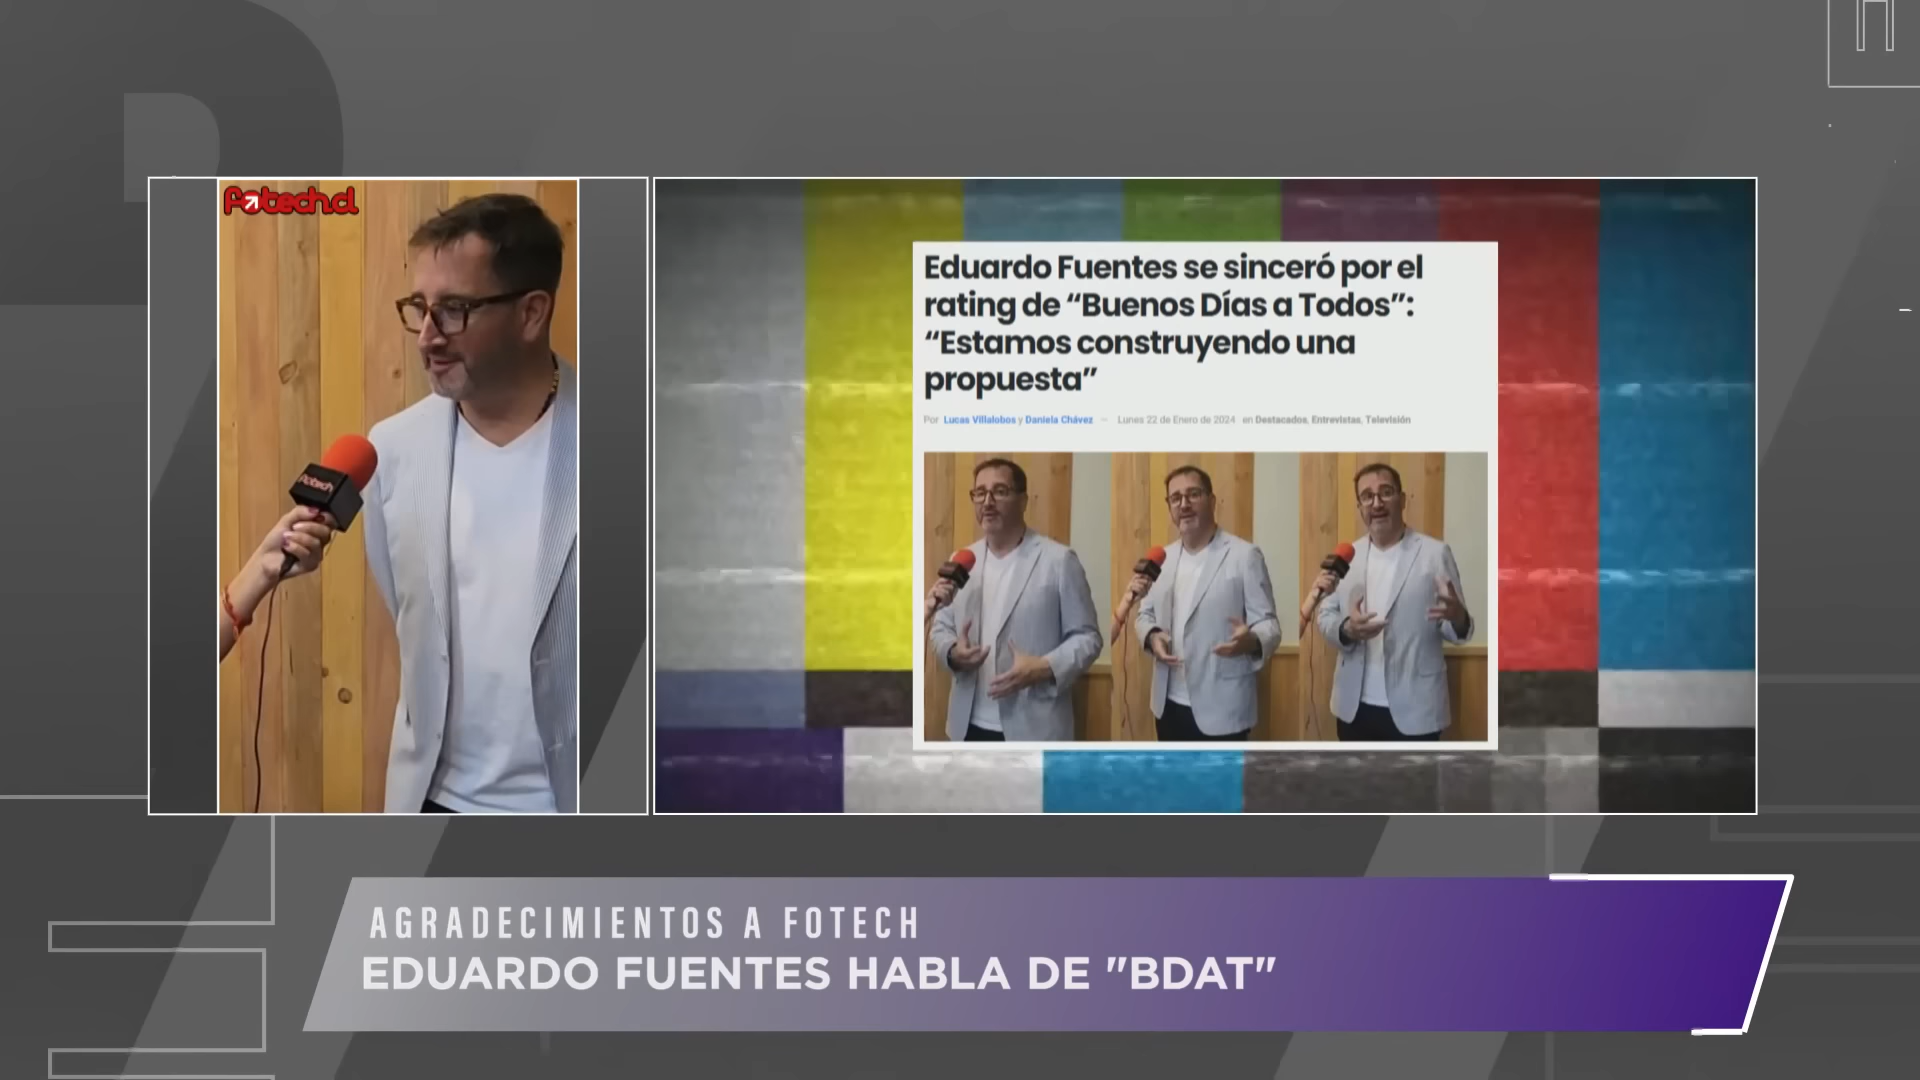 fotech.cl
fotech
Eduardo Fuentes se sinceró por el
rating de “Buenos Días a Todos”:
“Estamos construyendo una
propuesta”
Por Lucas Villalobos y Daniela Chávez — Lunes 22 de Enero de 2024 en Destacados, Entrevistas, Televisión
AGRADECIMIENTOS A FOTECH
EDUARDO FUENTES HABLA DE "BDAT"